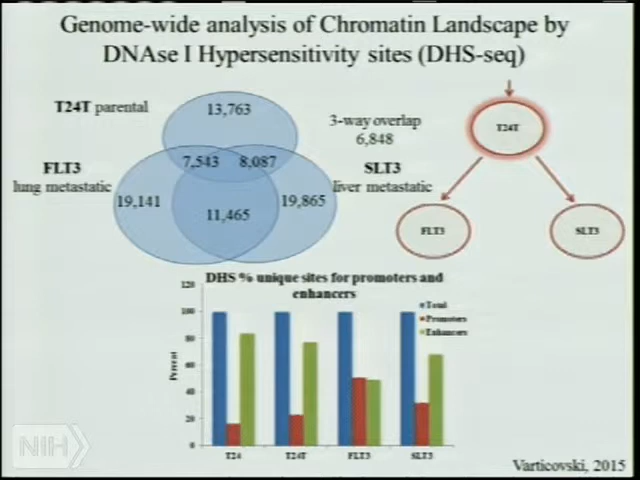 Genome-wide analysis of Chromatin Landscape by
DNAse I Hypersensitivity sites (DHS-seq)
T24T parental
13,763
3-way overlap
6,848
T24T
FLT3
lung metastatic
7,543
8,087
SLT3
liver metastatic
19,141
11,465
19,865
FLT3
SLT3
DHS % unique sites for promoters and
enhancers
120
100
80
60
40
20
0
Percent
Total
Promoters
Enhancers
T24
T24T
FLT3
SLT3
NIH
Varticovski, 2015